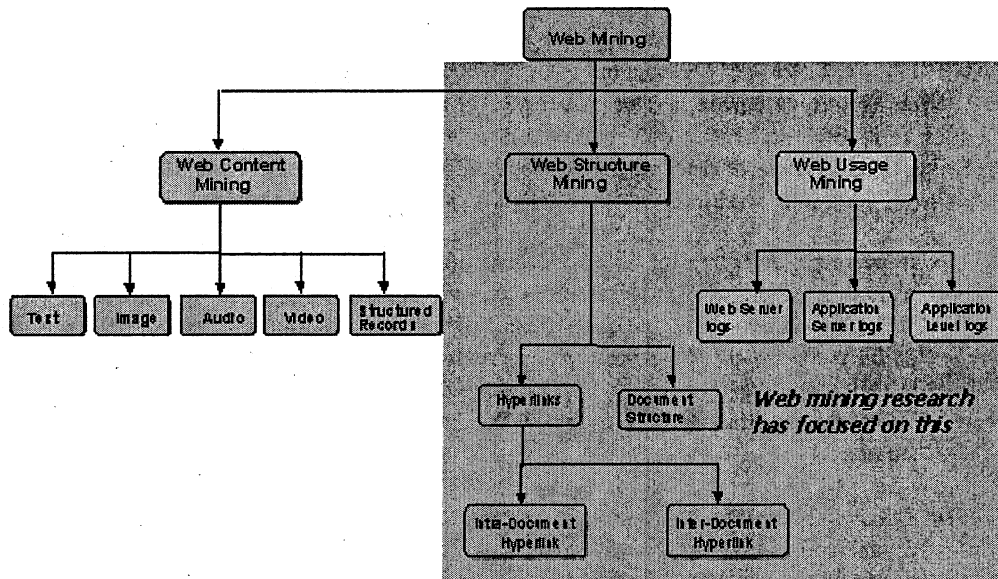 Web Mining
Web Content
Mining
Web Structure
Mining
Web Usage
Mining
Text
Image
Audio
Video
Structured
Records
Web Server
logs
Application
Server logs
Application
Level logs
Hyperlinks
Document
Structure
Web mining research
has focused on this
Intra-Document
Hyperlink
Inter-Document
Hyperlink